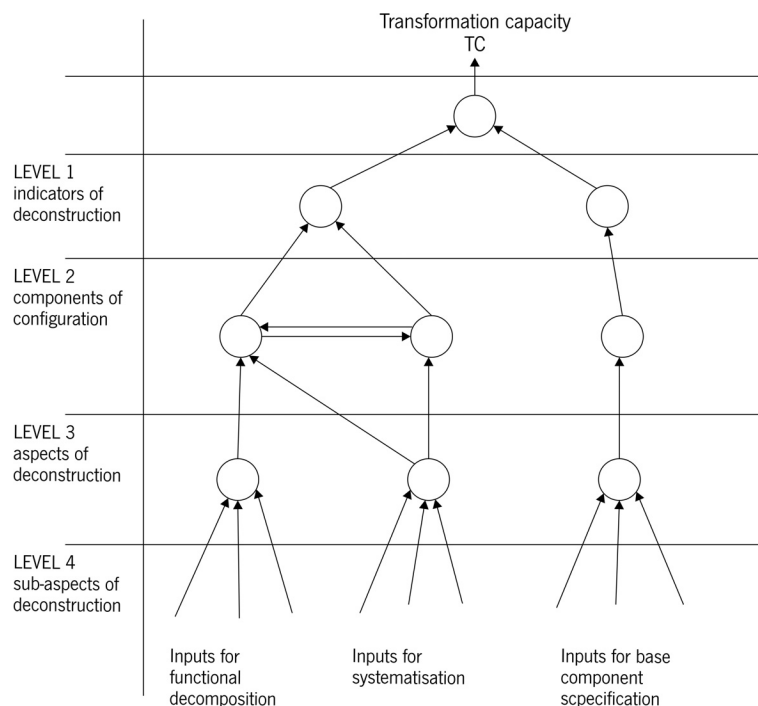 Transformation capacity
TC
LEVEL 1
indicators of
deconstruction
LEVEL 2
components of
configuration
LEVEL 3
aspects of
deconstruction
LEVEL 4
sub-aspects of
deconstruction
Inputs for
functional
decomposition
Inputs for
systematisation
Inputs for base
component
scpecification